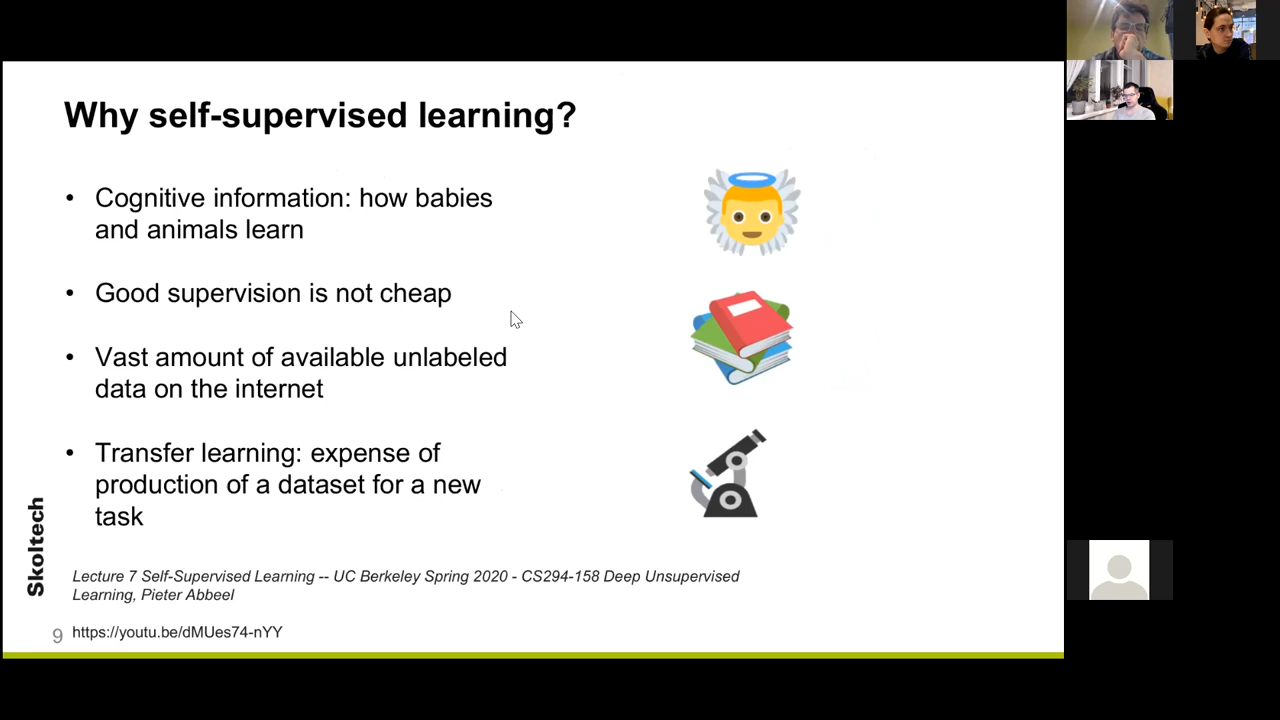 Why self-supervised learning?
• Cognitive information: how babies
and animals learn
• Good supervision is not cheap
• Vast amount of available unlabeled
data on the internet
• Transfer learning: expense of
production of a dataset for a new
task
Skoltech
Lecture 7 Self-Supervised Learning -- UC Berkeley Spring 2020 - CS294-158 Deep Unsupervised
Learning, Pieter Abbeel
9 https://youtu.be/dMUes74-nYY